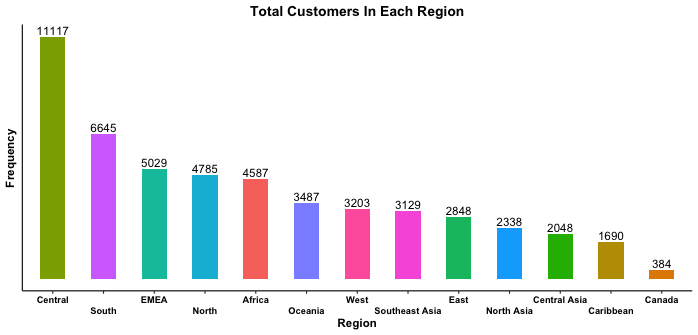 Total Customers In Each Region
11117
6645
5029
4785
4587
3487
3203
3129
2848
2338
2048
1690
384
Frequency
Central
South
EMEA
North
Africa
Oceania
West
Southeast Asia
East
North Asia
Central Asia
Caribbean
Canada
Region